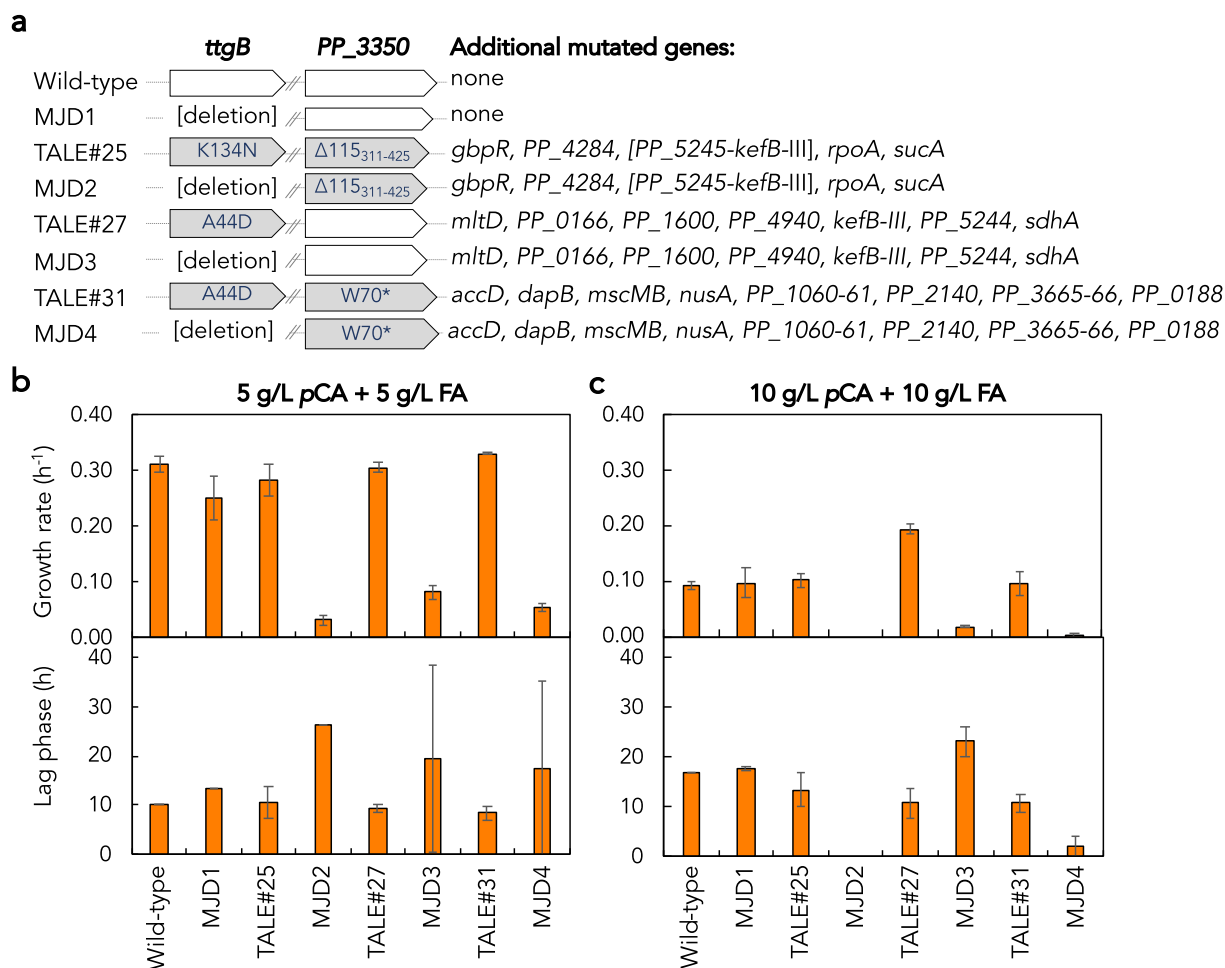 a
ttgB PP_3350 Additional mutated genes:
Wild-type none
MJD1 [deletion] none
TALE#25 K134N Δ115311-425 gbpR, PP_4284, [PP_5245-kefB-III], rpoA, sucA
MJD2 [deletion] Δ115311-425 gbpR, PP_4284, [PP_5245-kefB-III], rpoA, sucA
TALE#27 A44D mltD, PP_0166, PP_1600, PP_4940, kefB-III, PP_5244, sdhA
MJD3 [deletion] mltD, PP_0166, PP_1600, PP_4940, kefB-III, PP_5244, sdhA
TALE#31 A44D W70* accD, dapB, mscMB, nusA, PP_1060-61, PP_2140, PP_3665-66, PP_0188
MJD4 [deletion] W70* accD, dapB, mscMB, nusA, PP_1060-61, PP_2140, PP_3665-66, PP_0188
b
5 g/L pCA + 5 g/L FA
Growth rate (h-1)
0.40
0.30
0.20
0.10
0.00
Lag phase (h)
40
30
20
10
0
Wild-type
MJD1
TALE#25
MJD2
TALE#27
MJD3
TALE#31
MJD4
c
10 g/L pCA + 10 g/L FA
0.40
0.30
0.20
0.10
0.00
40
30
20
10
0
Wild-type
MJD1
TALE#25
MJD2
TALE#27
MJD3
TALE#31
MJD4